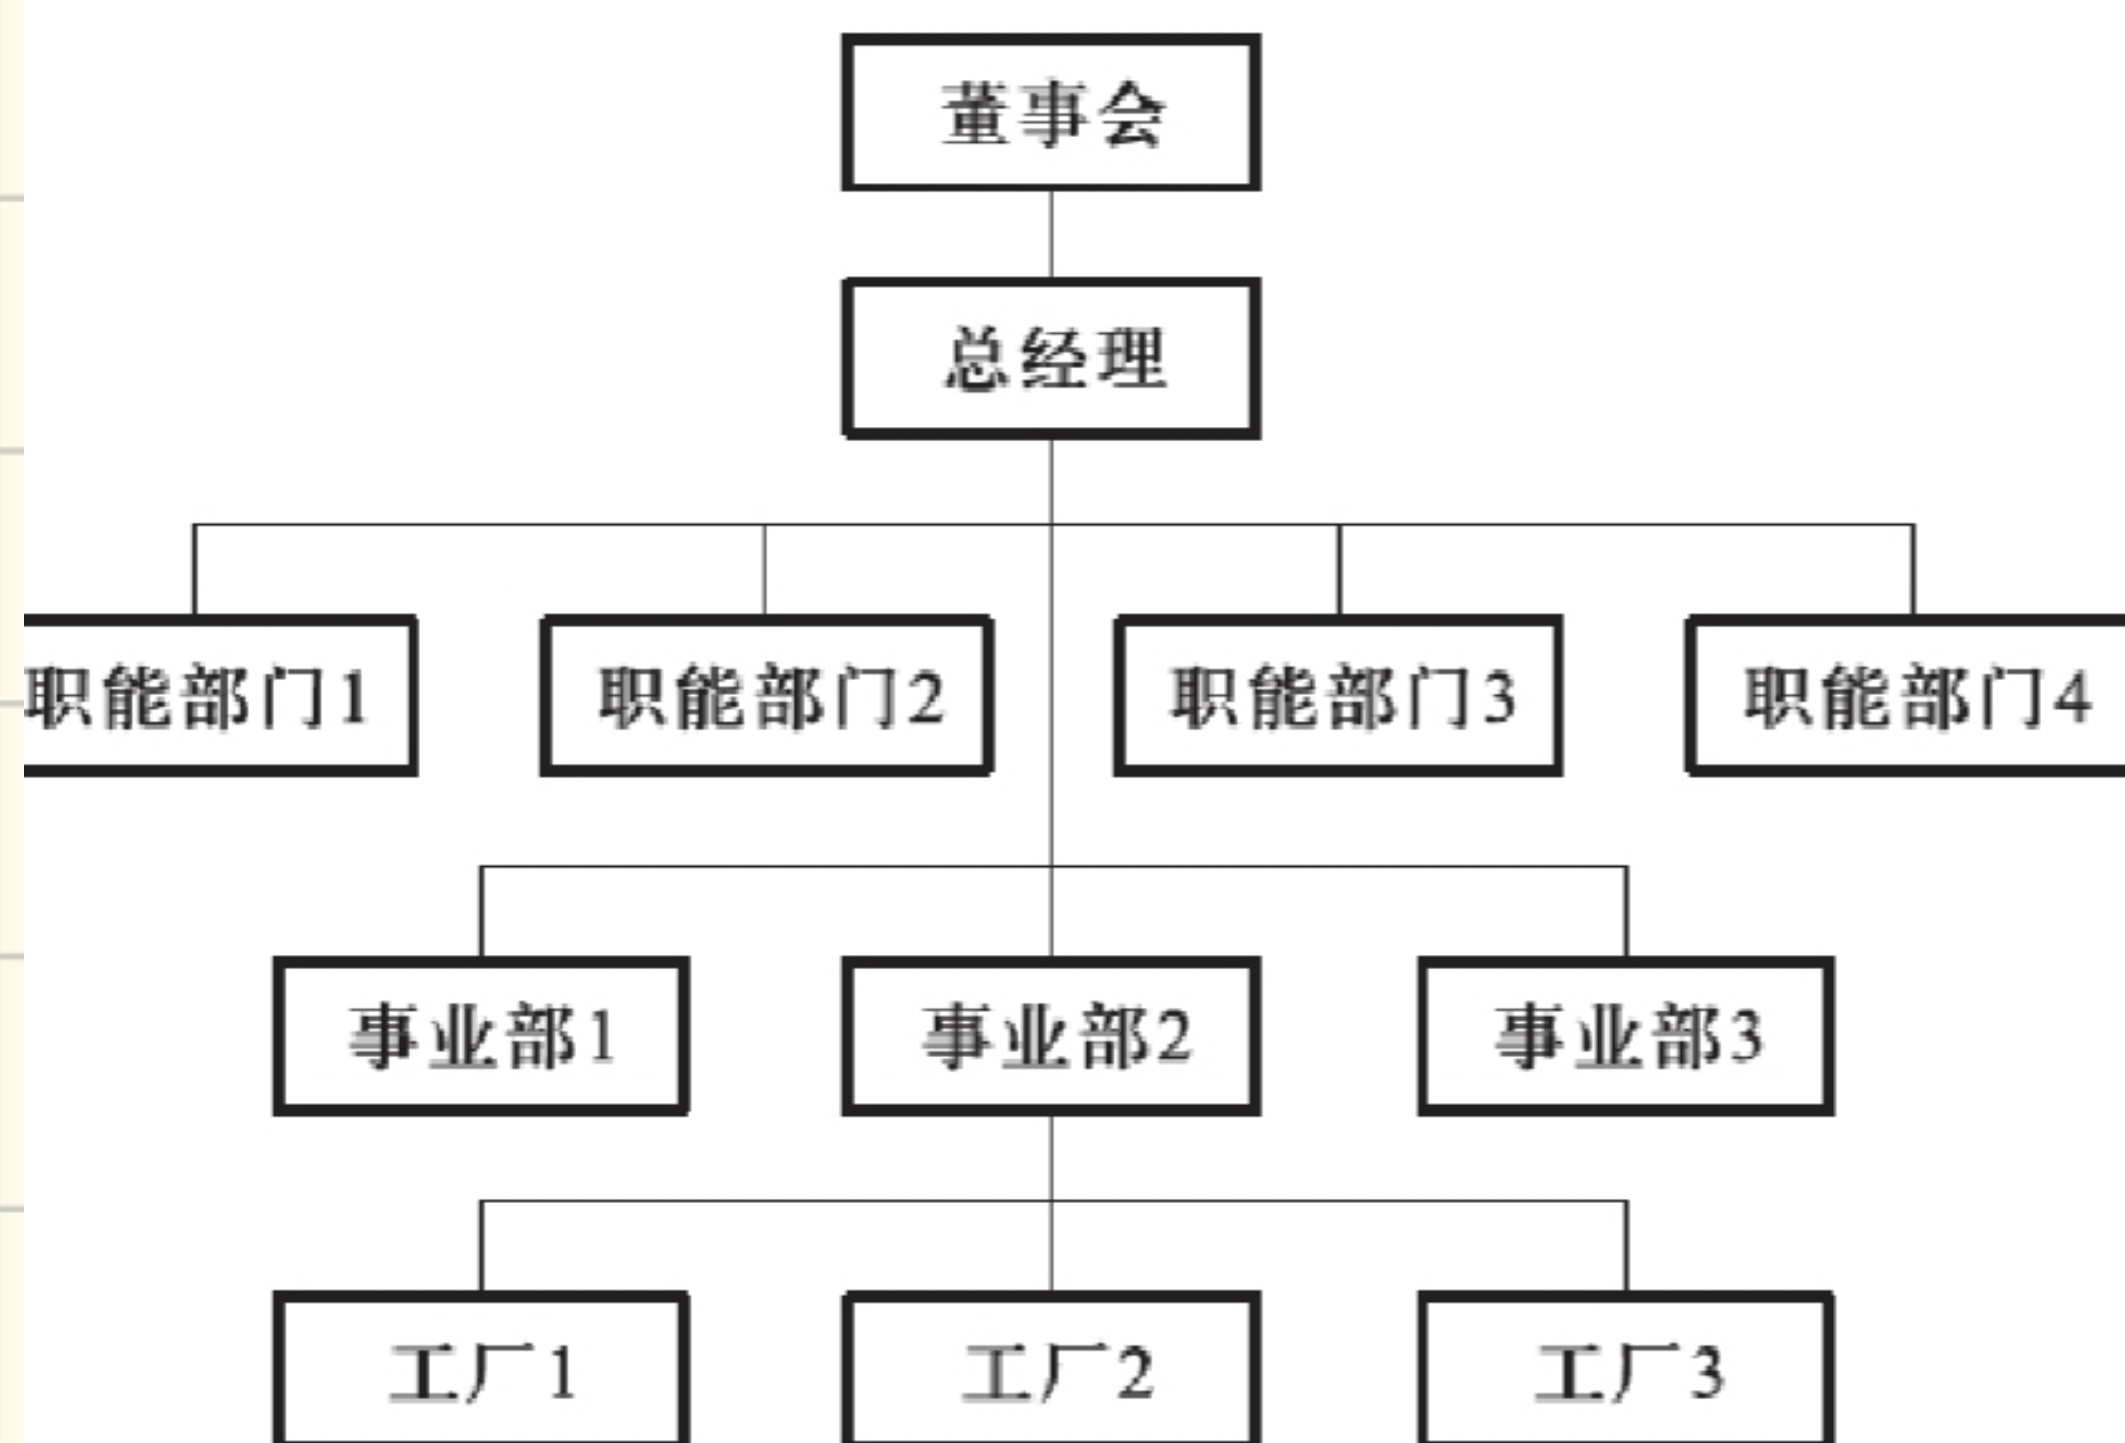 董事会
总经理
职能部门1
职能部门2
职能部门3
职能部门4
事业部1
事业部2
事业部3
工厂1
工厂2
工厂3